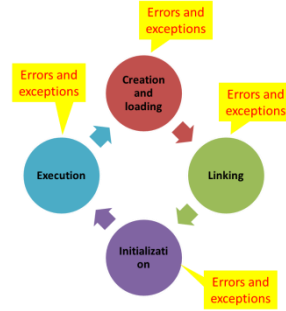 Errors and
exceptions
Creation
and
loading
Errors and
exceptions
Errors and
exceptions
Execution
Linking
Initializati
on
Errors and
exceptions